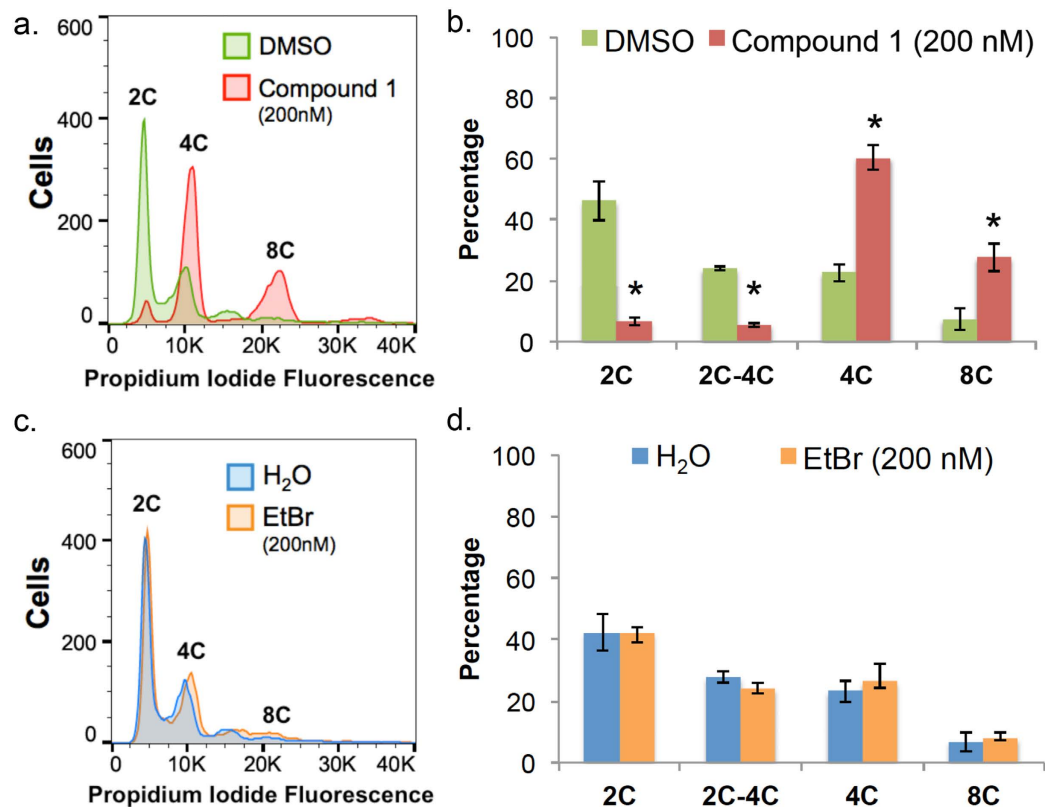 a.
600
400
200
0
Cells
2C
4C
8C
DMSO
Compound 1
(200nM)
0 10K 20K 30K 40K
Propidium Iodide Fluorescence
b.
100
80
60
40
20
0
Percentage
DMSO Compound 1 (200 nM)
* * * *
2C 2C-4C 4C 8C
c.
600
400
200
0
Cells
2C
4C
8C
H₂O
EtBr
(200nM)
0 10K 20K 30K 40K
Propidium Iodide Fluorescence
d.
100
80
60
40
20
0
Percentage
H₂O EtBr (200 nM)
2C 2C-4C 4C 8C